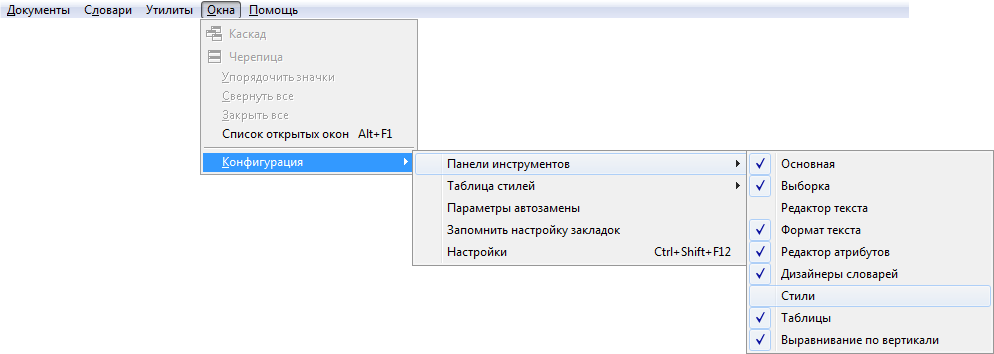 Документы Словари Утилиты Окна Помощь
Каскад
Черепица
Упорядочить значки
Свернуть все
Закрыть все
Список открытых окон Alt+F1
Конфигурация
Панели инструментов
Таблица стилей
Параметры автозамены
Запомнить настройку закладок
Настройки Ctrl+Shift+F12
Основная
Выборка
Редактор текста
Формат текста
Редактор атрибутов
Дизайнеры словарей
Стили
Таблицы
Выравнивание по вертикали